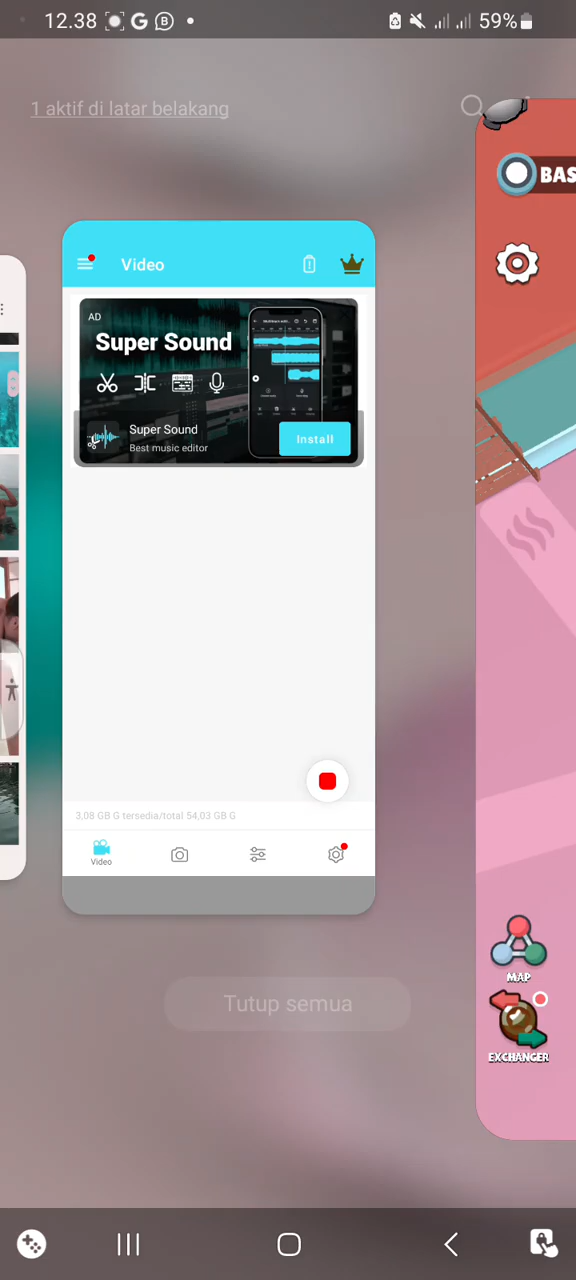 12.38
59%
1 aktif di latar belakang
BAS
Video
AD
Super Sound
Super Sound
Best music editor
Install
3,08 GB G tersedia/total 54,03 GB G
Video
Tutup semua
MAP
EXCHANGER